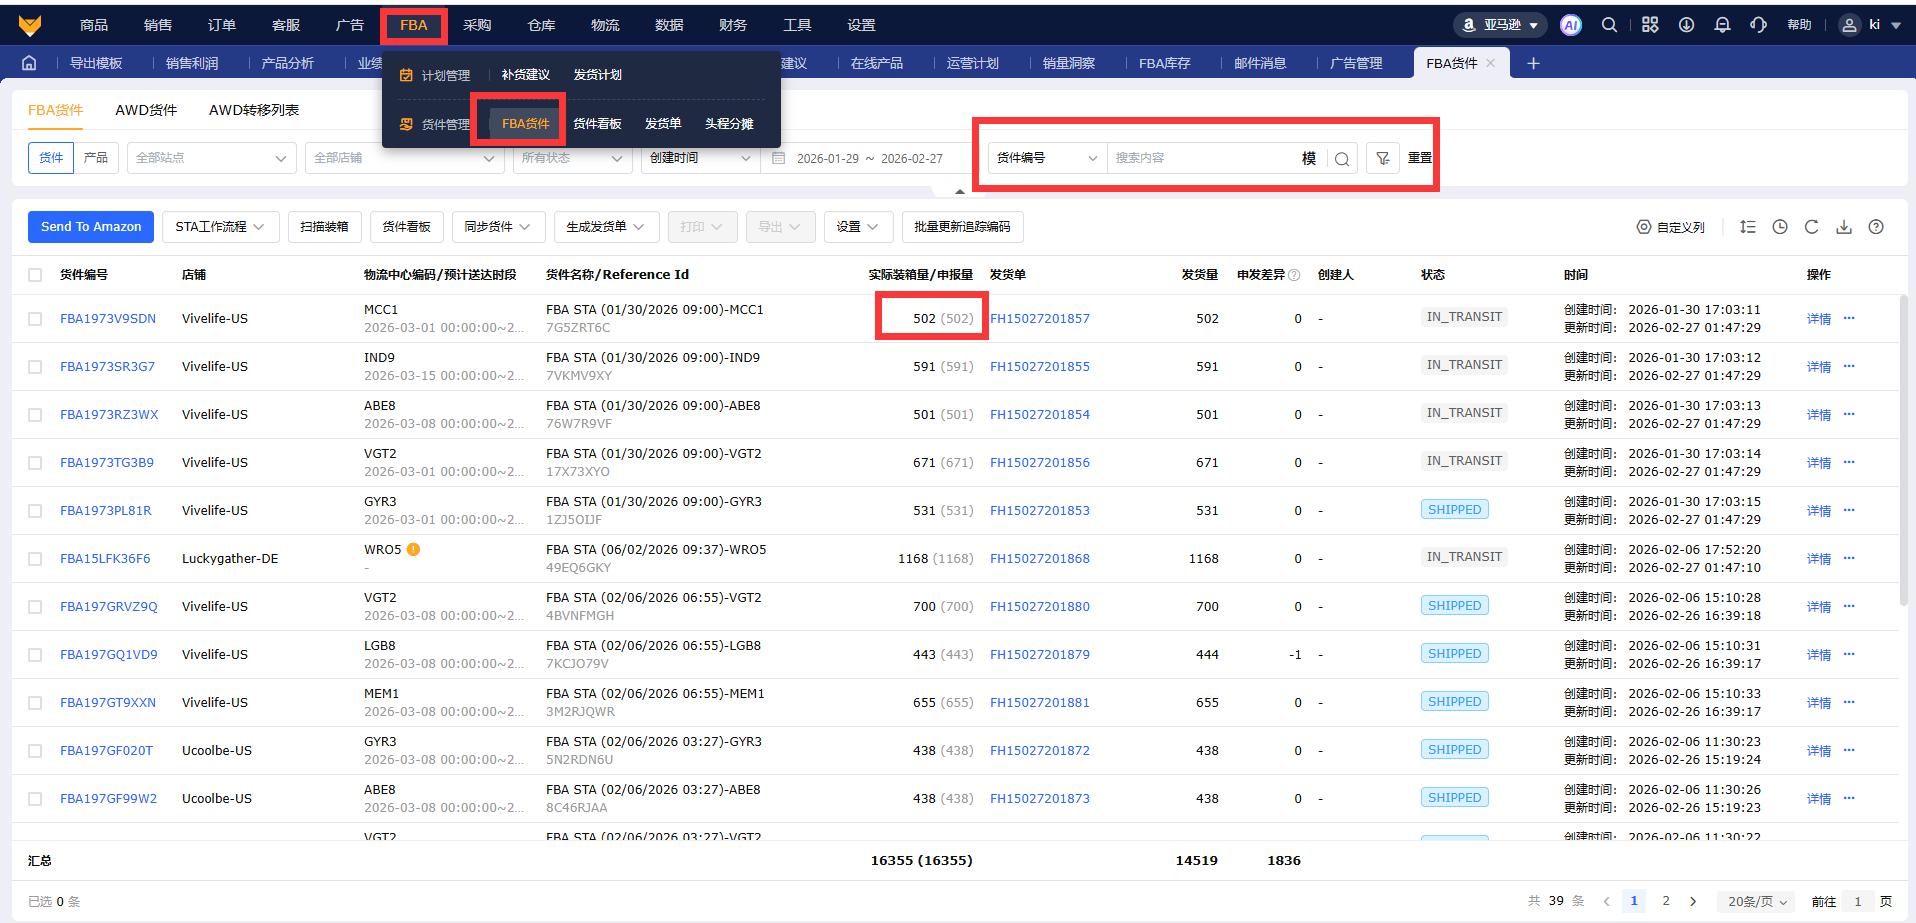 商品 销售 订单 客服 广告 FBA 采购 仓库 物流 数据 财务 工具 设置 亚马逊 AI 帮助 ki
导出模板 销售利润 产品分析 业绩 建议 在线产品 运营计划 销量洞察 FBA库存 邮件消息 广告管理 FBA货件
计划管理 补货建议 发货计划
货件管理 FBA货件 货件看板 发货单 头程分摊
FBA货件 AWD货件 AWD转移列表
货件 产品 全部站点 全部店铺 所有状态 创建时间 2026-01-29 ~ 2026-02-27 货件编号 搜索内容 模 重置
Send To Amazon STA工作流程 扫描装箱 货件看板 同步货件 生成发货单 打印 导出 设置 批量更新追踪编码 自定义列
货件编号 店铺 物流中心编码/预计送达时段 货件名称/Reference Id 实际装箱量/申报量 发货单 发货量 申发差异 创建人 状态 时间 操作
FBA1973V9SDN Vivelife-US MCC1 FBA STA (01/30/2026 09:00)-MCC1 502 (502) FH15027201857 502 0 - IN_TRANSIT 创建时间： 2026-01-30 17:03:11 详情 ···
2026-03-01 00:00:00~2... 7G5ZRT6C 更新时间： 2026-02-27 01:47:29
FBA1973SR3G7 Vivelife-US IND9 FBA STA (01/30/2026 09:00)-IND9 591 (591) FH15027201855 591 0 - IN_TRANSIT 创建时间： 2026-01-30 17:03:12 详情 ···
2026-03-15 00:00:00~2... 7VKMV9XY 更新时间： 2026-02-27 01:47:29
FBA1973RZ3WX Vivelife-US ABE8 FBA STA (01/30/2026 09:00)-ABE8 501 (501) FH15027201854 501 0 - IN_TRANSIT 创建时间： 2026-01-30 17:03:13 详情 ···
2026-03-08 00:00:00~2... 76W7R9VF 更新时间： 2026-02-27 01:47:29
FBA1973TG3B9 Vivelife-US VGT2 FBA STA (01/30/2026 09:00)-VGT2 671 (671) FH15027201856 671 0 - IN_TRANSIT 创建时间： 2026-01-30 17:03:14 详情 ···
2026-03-01 00:00:00~2... 17X73XYO 更新时间： 2026-02-27 01:47:29
FBA1973PL81R Vivelife-US GYR3 FBA STA (01/30/2026 09:00)-GYR3 531 (531) FH15027201853 531 0 - SHIPPED 创建时间： 2026-01-30 17:03:15 详情 ···
2026-03-01 00:00:00~2... 1ZJ5OIJF 更新时间： 2026-02-27 01:47:29
FBA15LFK36F6 Luckygather-DE WRO5 FBA STA (06/02/2026 09:37)-WRO5 1168 (1168) FH15027201868 1168 0 - IN_TRANSIT 创建时间： 2026-02-06 17:52:20 详情 ···
- 49EQ6GKY 更新时间： 2026-02-27 01:47:10
FBA197GRVZ9Q Vivelife-US VGT2 FBA STA (02/06/2026 06:55)-VGT2 700 (700) FH15027201880 700 0 - SHIPPED 创建时间： 2026-02-06 15:10:28 详情 ···
2026-03-08 00:00:00~2... 4BVNFMGH 更新时间： 2026-02-26 16:39:18
FBA197GQ1VD9 Vivelife-US LGB8 FBA STA (02/06/2026 06:55)-LGB8 443 (443) FH15027201879 444 -1 - SHIPPED 创建时间： 2026-02-06 15:10:31 详情 ···
2026-03-08 00:00:00~2... 7KCJO79V 更新时间： 2026-02-26 16:39:17
FBA197GT9XXN Vivelife-US MEM1 FBA STA (02/06/2026 06:55)-MEM1 655 (655) FH15027201881 655 0 - SHIPPED 创建时间： 2026-02-06 15:10:33 详情 ···
2026-03-08 00:00:00~2... 3M2RJQWR 更新时间： 2026-02-26 16:39:17
FBA197GF020T Ucoolbe-US GYR3 FBA STA (02/06/2026 03:27)-GYR3 438 (438) FH15027201872 438 0 - SHIPPED 创建时间： 2026-02-06 11:30:23 详情 ···
2026-03-08 00:00:00~2... 5N2RDN6U 更新时间： 2026-02-26 15:19:24
FBA197GF99W2 Ucoolbe-US ABE8 FBA STA (02/06/2026 03:27)-ABE8 438 (438) FH15027201873 438 0 - SHIPPED 创建时间： 2026-02-06 11:30:26 详情 ···
2026-03-08 00:00:00~2... 8C46RJAA 更新时间： 2026-02-26 15:19:23
VGT2 FBA STA (02/06/2026 03:27)-VGT2 创建时间： 2026-02-06 11:30:22
汇总 16355 (16355) 14519 1836
已选 0 条 共 39 条 1 2 20条/页 前往 1 页